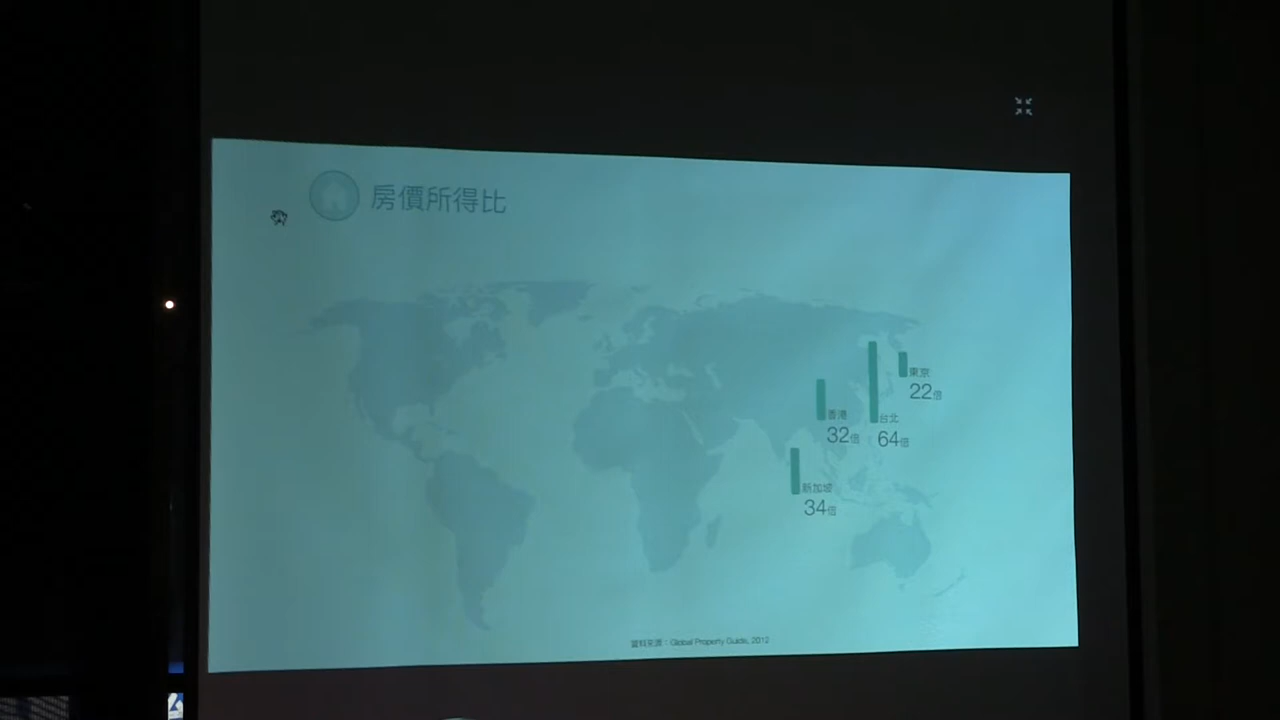 房價所得比
東京
22倍
香港
32倍
台北
64倍
新加坡
34倍
資料來源：Global Property Guide, 2012